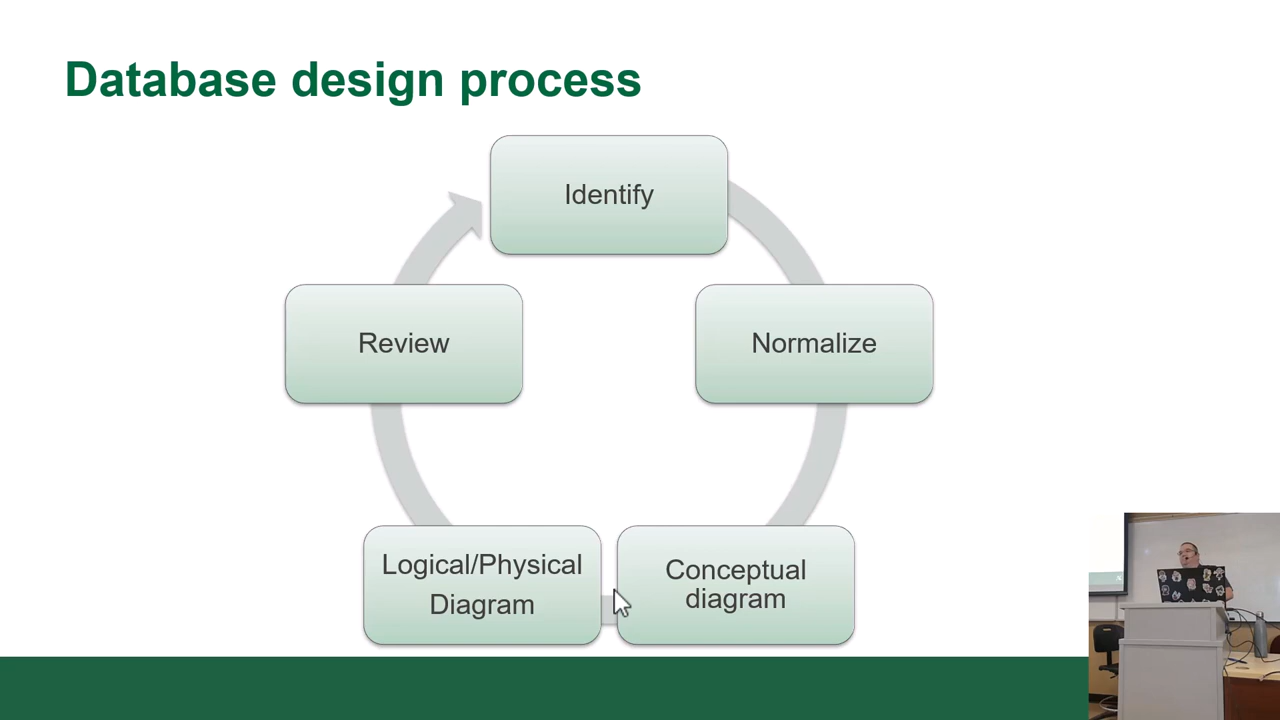 Database design process
Identify
Normalize
Conceptual
diagram
Logical/Physical
Diagram
Review